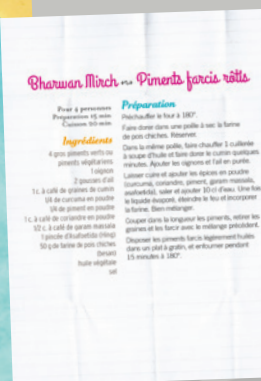 Bharwan Mirch ou Piments farcis rôtis
Pour 4 personnes
Préparation 15 min
Cuisson 20 min
Ingrédients
4 gros piments verts ou
piments végétariens
1 oignon
2 gousses d'ail
1 c. à café de graines de cumin
1/4 de curcuma en poudre
1/4 de piment en poudre
1 c. à café de coriandre en poudre
1/2 c. à café de garam massala
1 pincée d'Asafoetida (Hing)
50 g de farine de pois chiches
(besan)
huile végétale
sel
Préparation
Préchauffer le four à 180°.
Faire dorer dans une poêle à sec la farine
de pois chiches. Réserver.
Dans la même poêle, faire chauffer 1 cuillerée
à soupe d'huile et faire dorer le cumin quelques
minutes. Ajouter les oignons et l'ail en purée.
Laisser cuire et ajouter les épices en poudre
(curcuma, coriandre, piment, garam massala,
asafoetida), saler et ajouter 10 cl d'eau. Une fois
le liquide évaporé, éteindre le feu et incorporer
la farine. Bien mélanger.
Couper dans la longueur les piments, retirer les
graines et les farcir avec le mélange précédent.
Disposer les piments farcis légèrement huilés
dans un plat à gratin, et enfourner pendant
15 minutes à 180°.